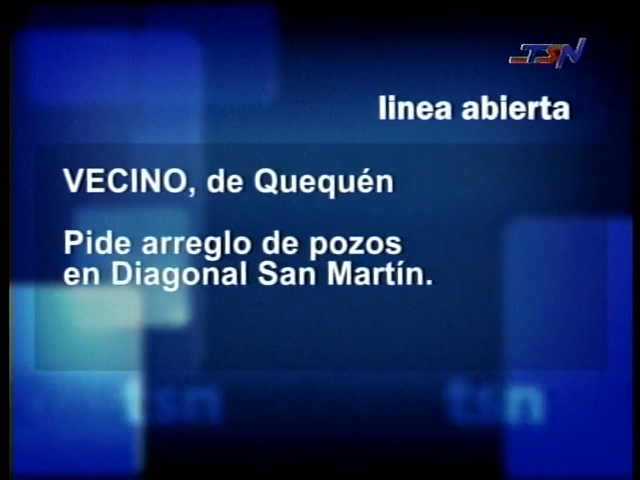 TSN
linea abierta
VECINO, de Quequén
Pide arreglo de pozos
en Diagonal San Martín.
tsn tsn